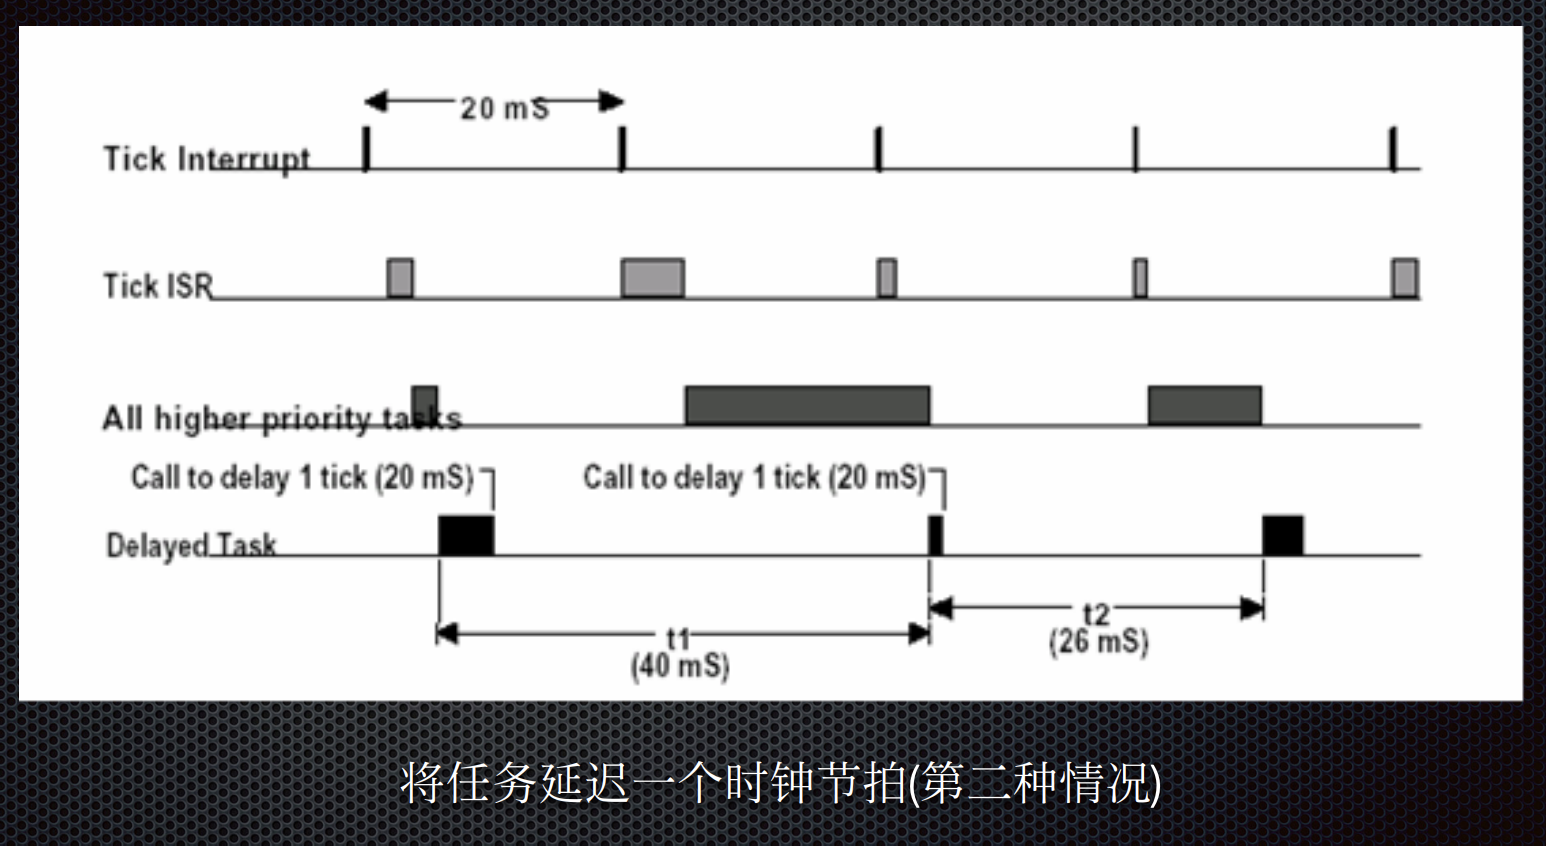 20 mS
Tick Interrupt
Tick ISR
All higher priority tasks
Call to delay 1 tick (20 mS)
Call to delay 1 tick (20 mS)
Delayed Task
t2
(26 mS)
t1
(40 mS)
将任务延迟一个时钟节拍(第二种情况)